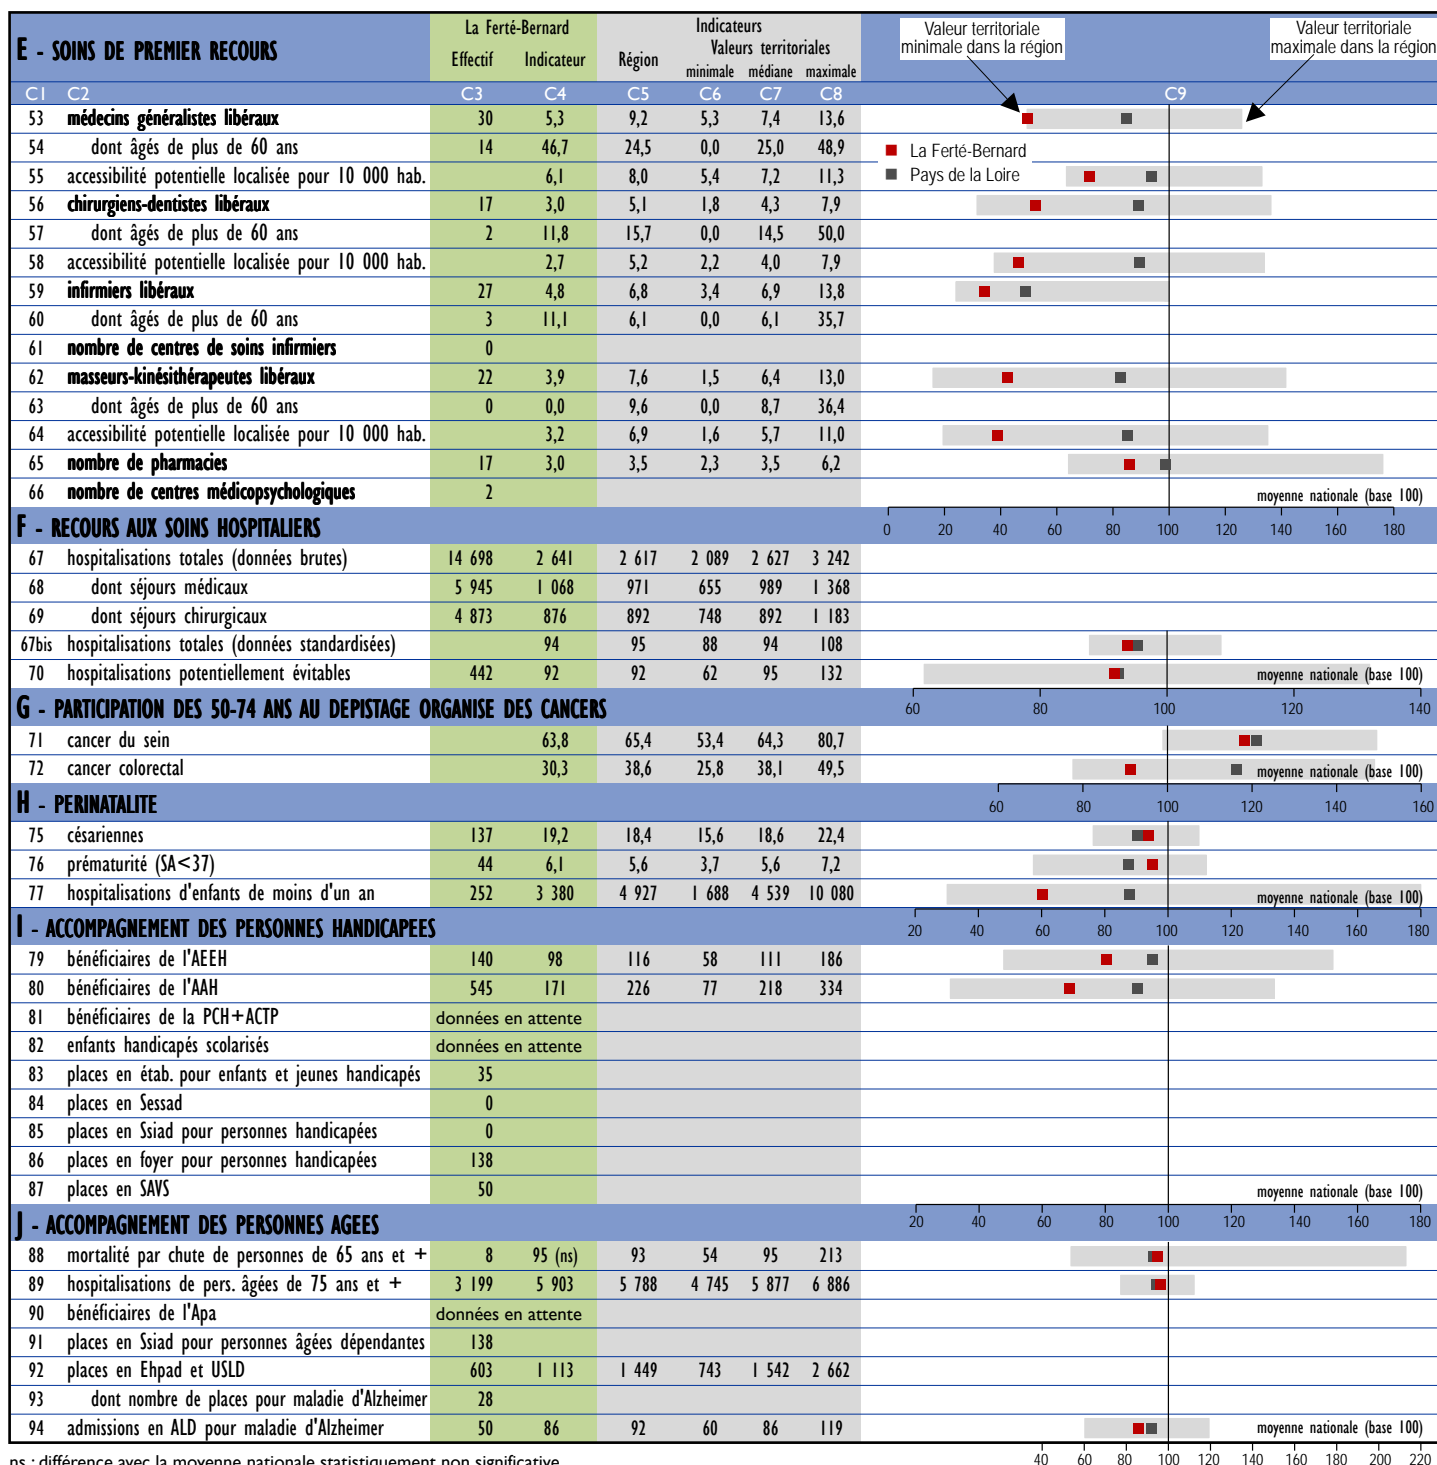 La Ferté-Bernard Indicateurs
E - SOINS DE PREMIER RECOURS Effectif Indicateur Région Valeurs territoriales
minimale médiane maximale
Valeur territoriale minimale dans la région
Valeur territoriale maximale dans la région
C1 C2 C3 C4 C5 C6 C7 C8 C9
53 médecins généralistes libéraux 30 5,3 9,2 5,3 7,4 13,6
54 dont âgés de plus de 60 ans 14 46,7 24,5 0,0 25,0 48,9
La Ferté-Bernard
55 accessibilité potentielle localisée pour 10 000 hab. 6,1 8,0 5,4 7,2 11,3
Pays de la Loire
56 chirurgiens-dentistes libéraux 17 3,0 5,1 1,8 4,3 7,9
57 dont âgés de plus de 60 ans 2 11,8 15,7 0,0 14,5 50,0
58 accessibilité potentielle localisée pour 10 000 hab. 2,7 5,2 2,2 4,0 7,9
59 infirmiers libéraux 27 4,8 6,8 3,4 6,9 13,8
60 dont âgés de plus de 60 ans 3 11,1 6,1 0,0 6,1 35,7
61 nombre de centres de soins infirmiers 0
62 masseurs-kinésithérapeutes libéraux 22 3,9 7,6 1,5 6,4 13,0
63 dont âgés de plus de 60 ans 0 0,0 9,6 0,0 8,7 36,4
64 accessibilité potentielle localisée pour 10 000 hab. 3,2 6,9 1,6 5,7 11,0
65 nombre de pharmacies 17 3,0 3,5 2,3 3,5 6,2
66 nombre de centres médicopsychologiques 2 moyenne nationale (base 100)
F - RECOURS AUX SOINS HOSPITALIERS 0 20 40 60 80 100 120 140 160 180
67 hospitalisations totales (données brutes) 14 698 2 641 2 617 2 089 2 627 3 242
68 dont séjours médicaux 5 945 1 068 971 655 989 1 368
69 dont séjours chirurgicaux 4 873 876 892 748 892 1 183
67bis hospitalisations totales (données standardisées) 94 95 88 94 108
70 hospitalisations potentiellement évitables 442 92 92 62 95 132 moyenne nationale (base 100)
G - PARTICIPATION DES 50-74 ANS AU DEPISTAGE ORGANISE DES CANCERS 60 80 100 120 140
71 cancer du sein 63,8 65,4 53,4 64,3 80,7
72 cancer colorectal 30,3 38,6 25,8 38,1 49,5 moyenne nationale (base 100)
H - PERINATALITE 60 80 100 120 140 160
75 césariennes 137 19,2 18,4 15,6 18,6 22,4
76 prématurité (SA<37) 44 6,1 5,6 3,7 5,6 7,2
77 hospitalisations d'enfants de moins d'un an 252 3 380 4 927 1 688 4 539 10 080 moyenne nationale (base 100)
I - ACCOMPAGNEMENT DES PERSONNES HANDICAPEES 20 40 60 80 100 120 140 160 180
79 bénéficiaires de l'AEEH 140 98 116 58 111 186
80 bénéficiaires de l'AAH 545 171 226 77 218 334
81 bénéficiaires de la PCH+ACTP données en attente
82 enfants handicapés scolarisés données en attente
83 places en étab. pour enfants et jeunes handicapés 35
84 places en Sessad 0
85 places en Ssiad pour personnes handicapées 0
86 places en foyer pour personnes handicapées 138
87 places en SAVS 50 moyenne nationale (base 100)
J - ACCOMPAGNEMENT DES PERSONNES AGEES 20 40 60 80 100 120 140 160 180
88 mortalité par chute de personnes de 65 ans et + 8 95 (ns) 93 54 95 213
89 hospitalisations de pers. âgées de 75 ans et + 3 199 5 903 5 788 4 745 5 877 6 886
90 bénéficiaires de l'Apa données en attente
91 places en Ssiad pour personnes âgées dépendantes 138
92 places en Ehpad et USLD 603 1 113 1 449 743 1 542 2 662
93 dont nombre de places pour maladie d'Alzheimer 28
94 admissions en ALD pour maladie d'Alzheimer 50 86 92 60 86 119 moyenne nationale (base 100)
40 60 80 100 120 140 160 180 200 220
ns : différence avec la moyenne nationale statistiquement non significative